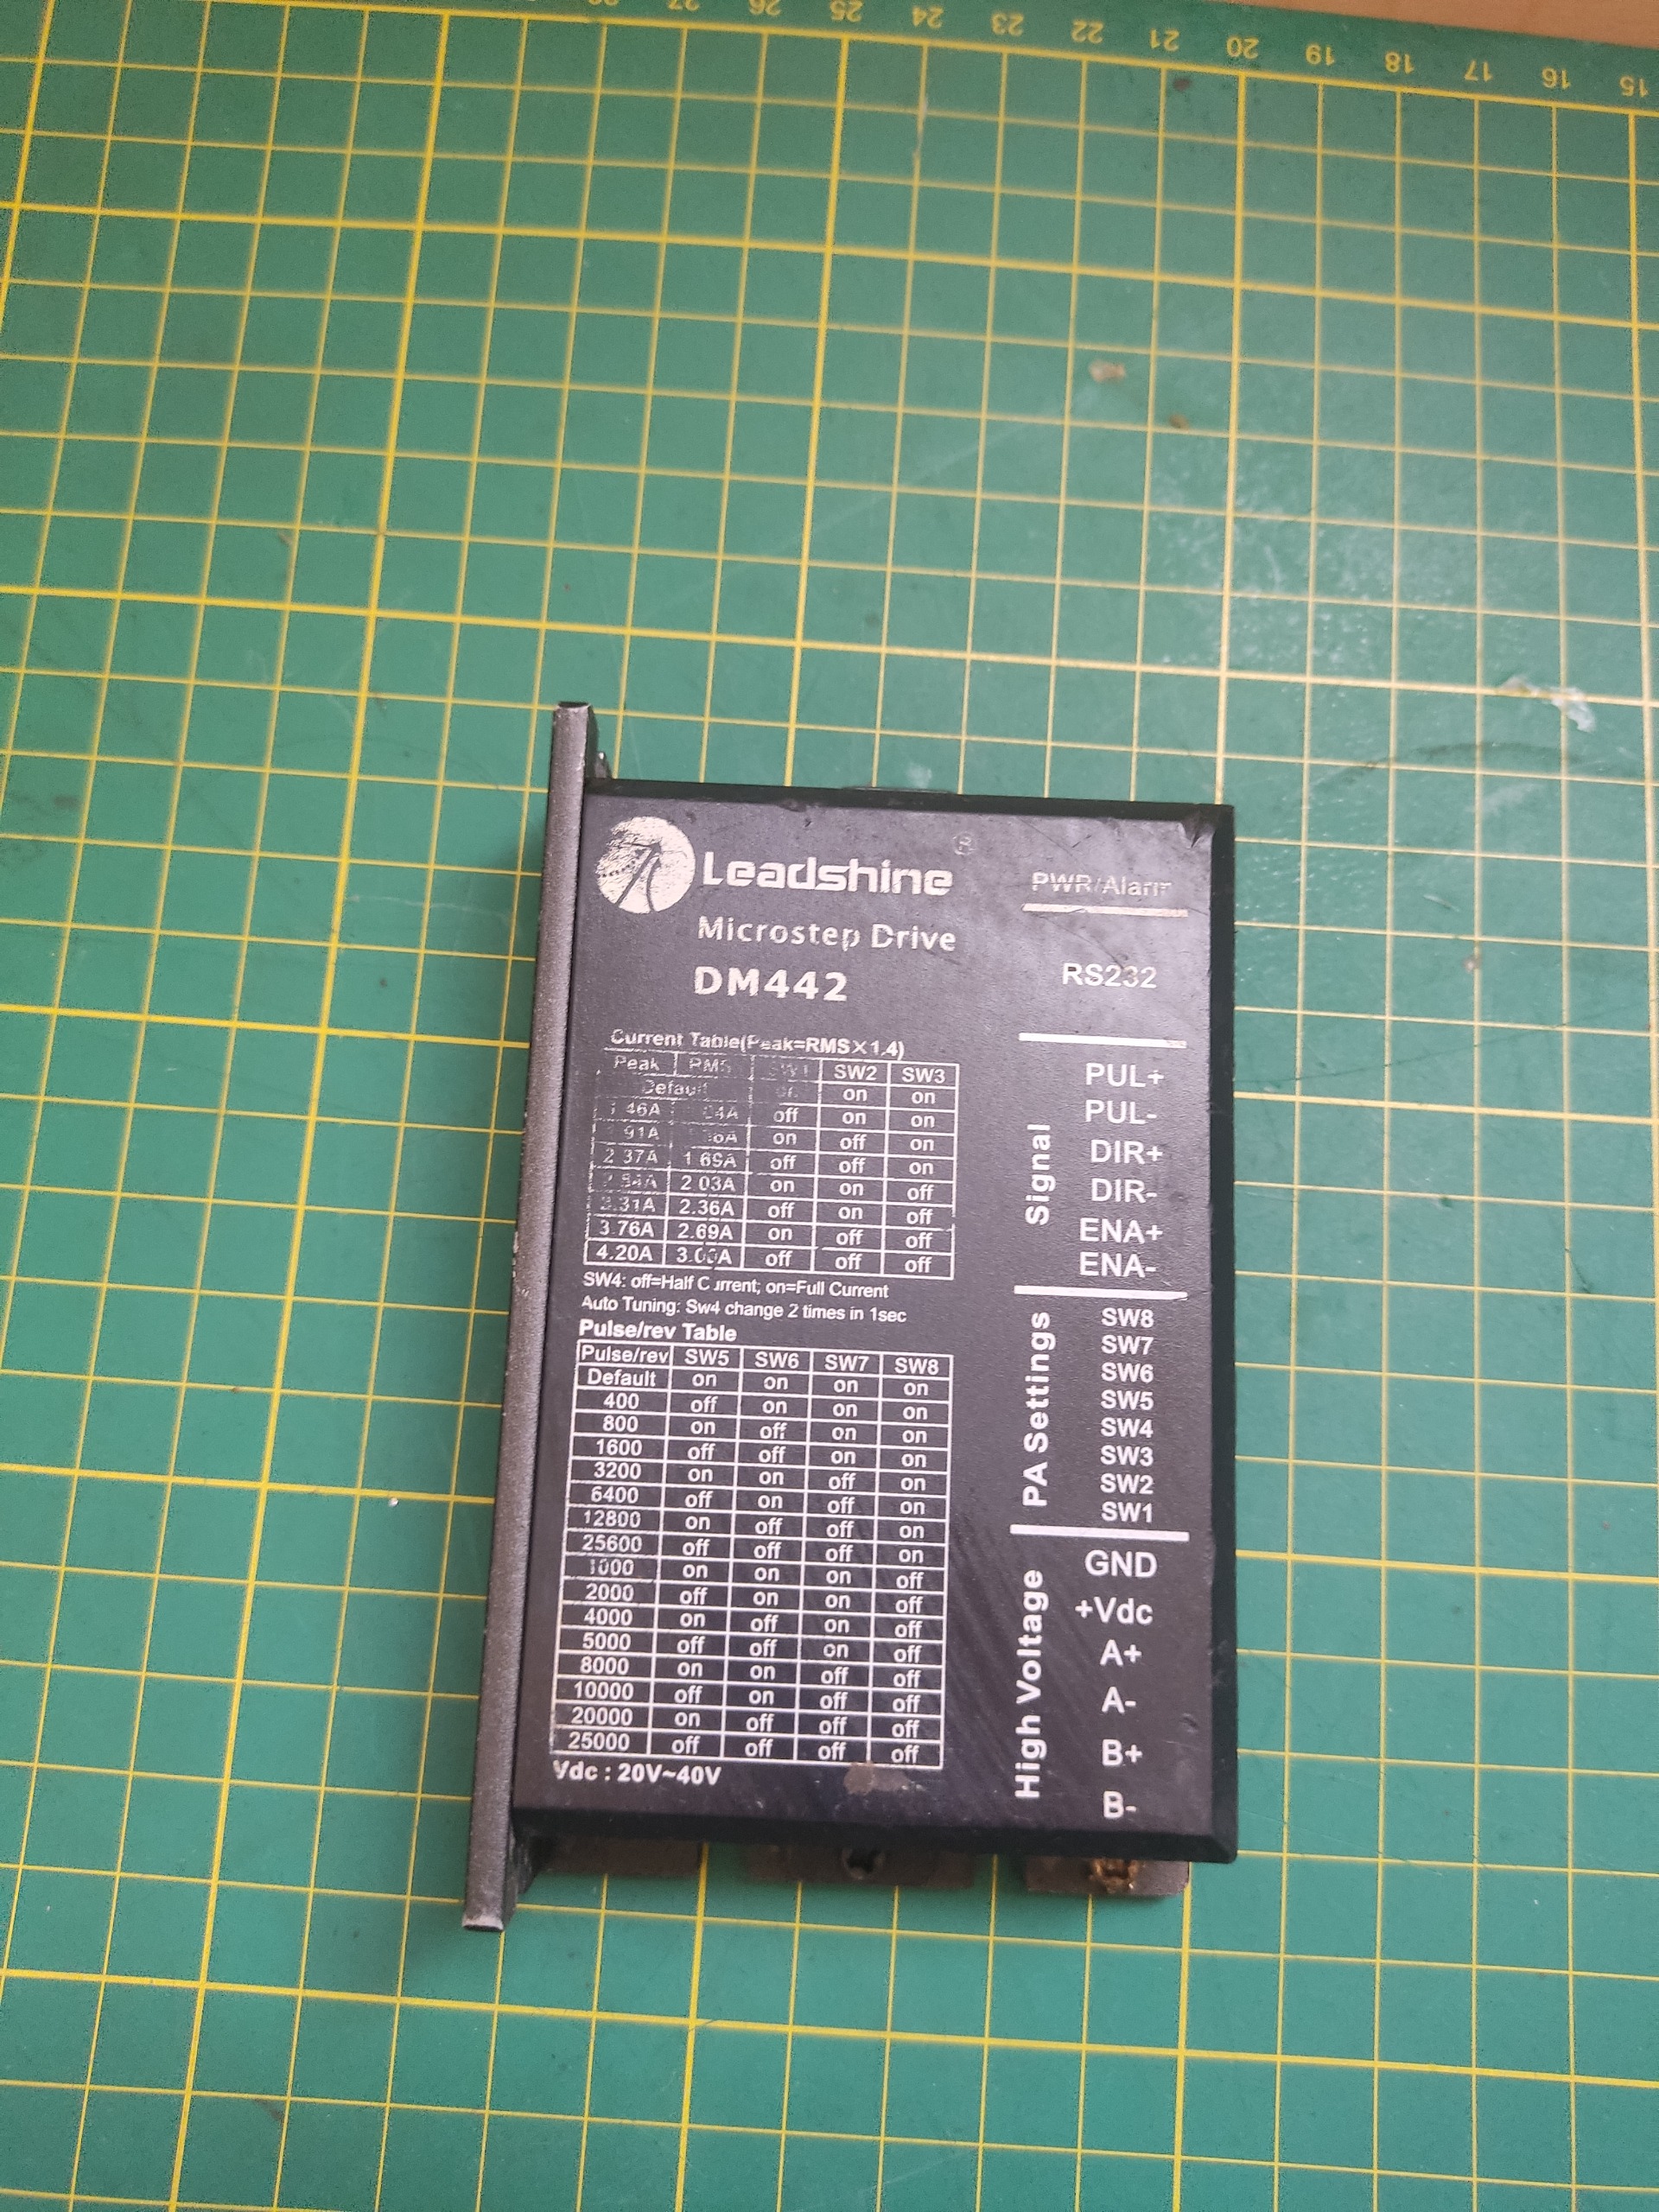 27 26 25 24 23 22 21 20 19 18 17 16 15
Leadshine ®
Microstep Drive
DM442
Current Table(Peak=RMS×1.4)
Peak SW2 SW3
Default on on
off on on
on off on
2.37A 1.69A off off on
2.03A on on off
2.36A off on off
3.76A 2.69A on off off
4.20A off off off
SW4: off=Half Current; on=Full Current
Auto Tuning: Sw4 change 2 times in 1sec
Pulse/rev Table
Pulse/rev SW5 SW6 SW7 SW8
Default on on on on
400 off on on on
800 on off on on
1600 off off on on
3200 on on off on
6400 off on off on
12800 on off off on
25600 off off off on
1000 on on on off
2000 off on on off
4000 on off on off
5000 off off on off
8000 on on off off
10000 off on off off
20000 on off off off
25000 off off off off
Vdc : 20V~40V
PWR/Alarm
RS232
Signal
PUL+
PUL-
DIR+
DIR-
ENA+
ENA-
PA Settings
SW8
SW7
SW6
SW5
SW4
SW3
SW2
SW1
High Voltage
GND
+Vdc
A+
A-
B+
B-